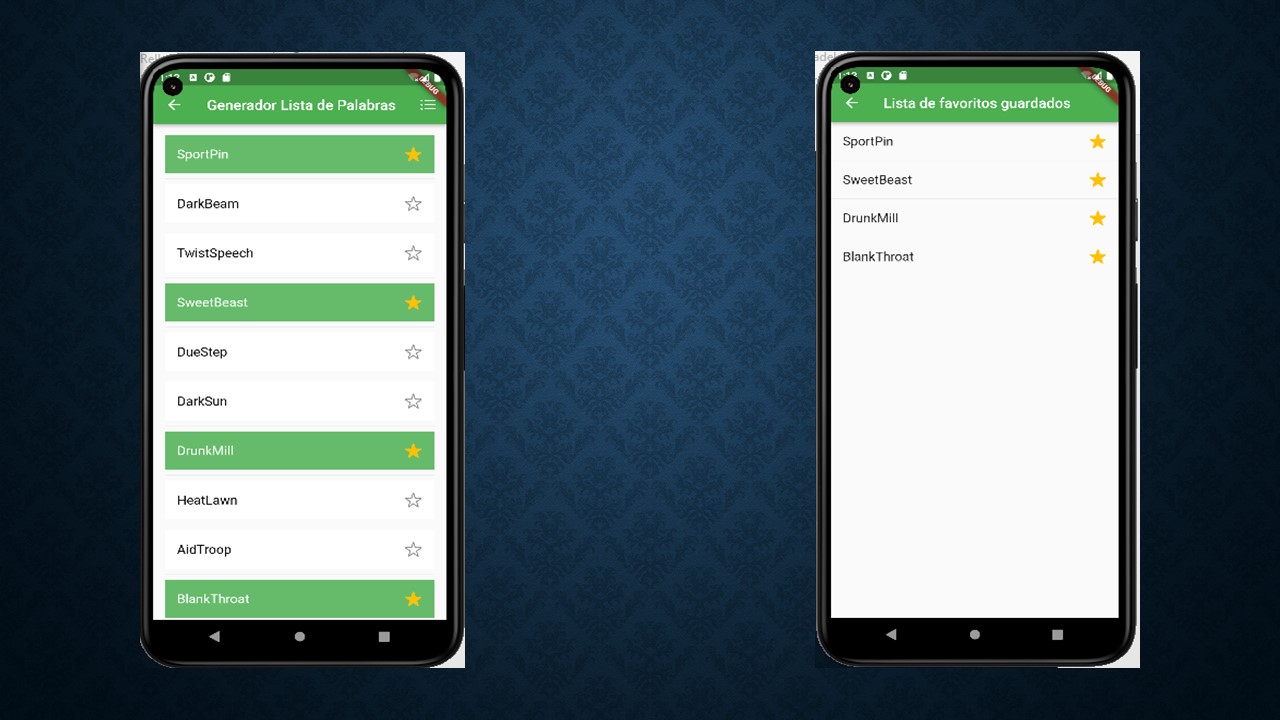 Generador Lista de Palabras
SportPin
DarkBeam
TwistSpeech
SweetBeast
DueStep
DarkSun
DrunkMill
HeatLawn
AidTroop
BlankThroat
Lista de favoritos guardados
SportPin
SweetBeast
DrunkMill
BlankThroat